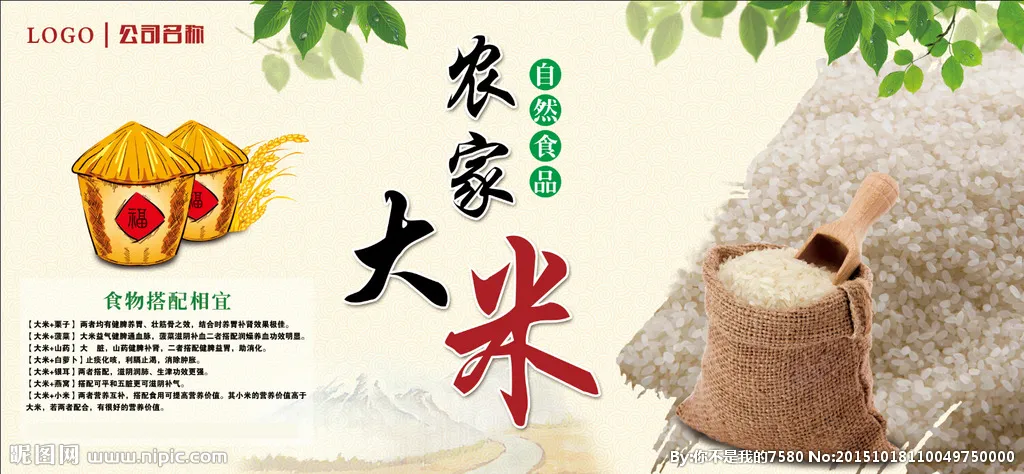 LOGO | 公司名称
农家
大米
自然食品
福
福
食物搭配相宜
【大米+栗子】两者均有健脾养胃、壮筋骨之效，结合时养胃补肾效果极佳。
【大米+菠菜】大米益气健脾通血脉，菠菜滋阴补血二者搭配润燥养血功效明显。
【大米+山药】大　脏，山药健脾补肾，二者搭配健脾益胃，助消化。
【大米+白萝卜】止痰化咳，利膈止渴，消除肿胀。
【大米+银耳】两者搭配，滋阴润肺、生津功效更强。
【大米+燕窝】搭配可平和五脏更可滋阴补气。
【大米+小米】两者营养互补，搭配食用可提高营养价值。其小米的营养价值高于
大米，若两者配合，有很好的营养价值。
昵图网 www.nipic.com
By:你不是我的7580 No:20151018110049750000